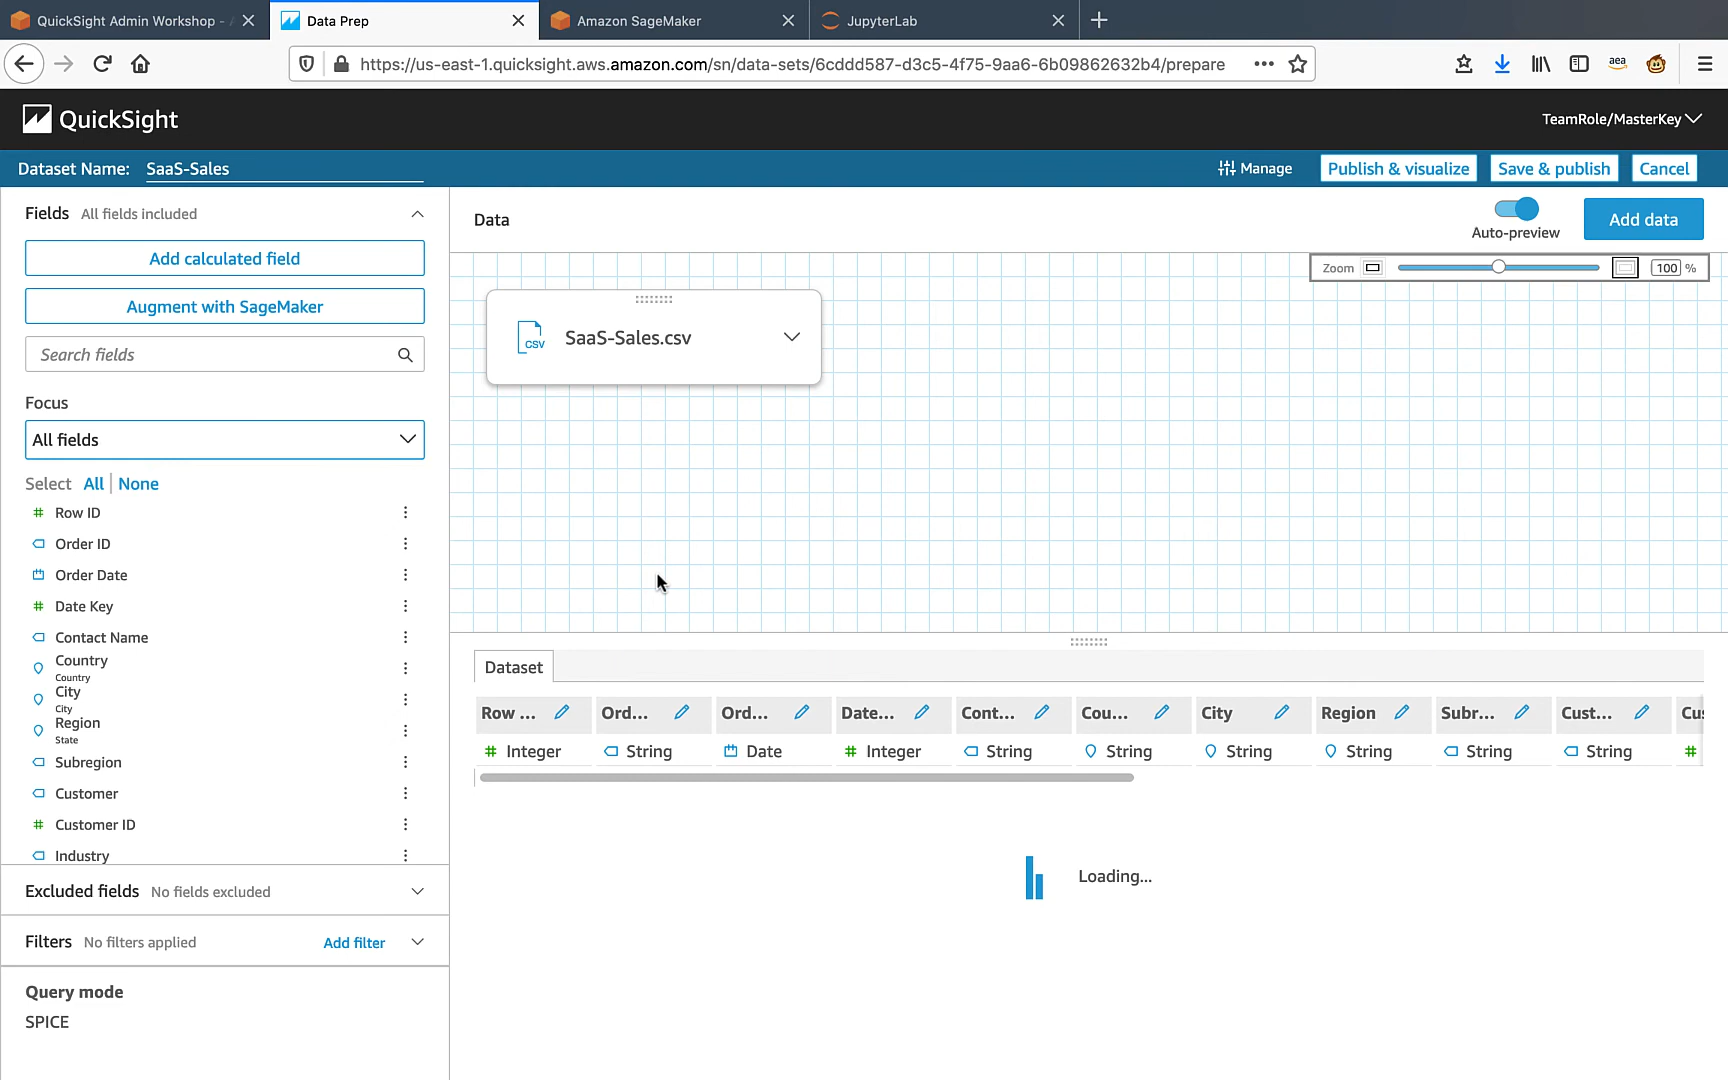 QuickSight Admin Workshop - A
Data Prep
Amazon SageMaker
JupyterLab
https://us-east-1.quicksight.aws.amazon.com/sn/data-sets/6cddd587-d3c5-4f75-9aa6-6b09862632b4/prepare
aea
QuickSight
TeamRole/MasterKey
Dataset Name: SaaS-Sales
Manage
Publish & visualize
Save & publish
Cancel
Fields All fields included
Data
Auto-preview
Add data
Add calculated field
Zoom 100 %
Augment with SageMaker
CSV
SaaS-Sales.csv
Search fields
Focus
All fields
Select All None
Row ID
Order ID
Order Date
Date Key
Contact Name
Country
Country
City
City
Region
State
Subregion
Customer
Customer ID
Industry
Dataset
Row ... Ord... Ord... Date... Cont... Cou... City Region Subr... Cust... Cus
Integer String Date Integer String String String String String String
Loading...
Excluded fields No fields excluded
Filters No filters applied Add filter
Query mode
SPICE